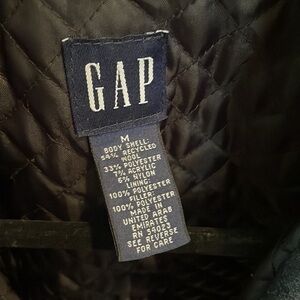 GAP
M
BODY SHELL:
54% RECYCLED
WOOL
33% POLYESTER
7% ACRYLIC
6% NYLON
LINING:
100% POLYESTER
FILLER:
100% POLYESTER
MADE IN
UNITED ARAB
EMIRATES
RN 54023
SEE REVERSE
FOR CARE